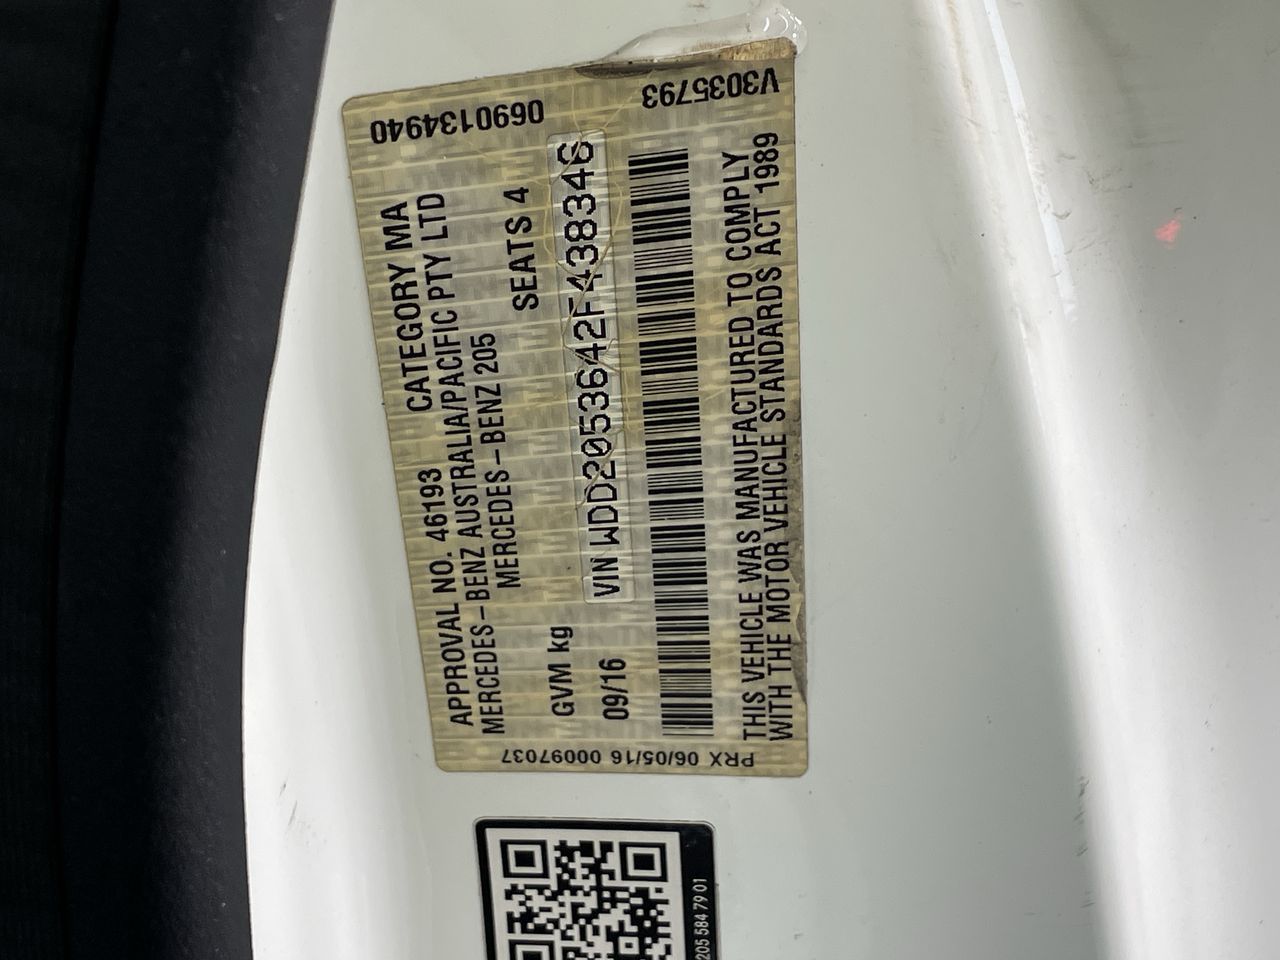 0690134940
V3035793
APPROVAL NO. 46193 CATEGORY MA
MERCEDES-BENZ AUSTRALIA/PACIFIC PTY LTD
MERCEDES-BENZ 205
GVM kg SEATS 4
09/16 VIN WDD2053642F438346
THIS VEHICLE WAS MANUFACTURED TO COMPLY
WITH THE MOTOR VEHICLE STANDARDS ACT 1989
PRX 06/05/16 00097037
205 584 79 01